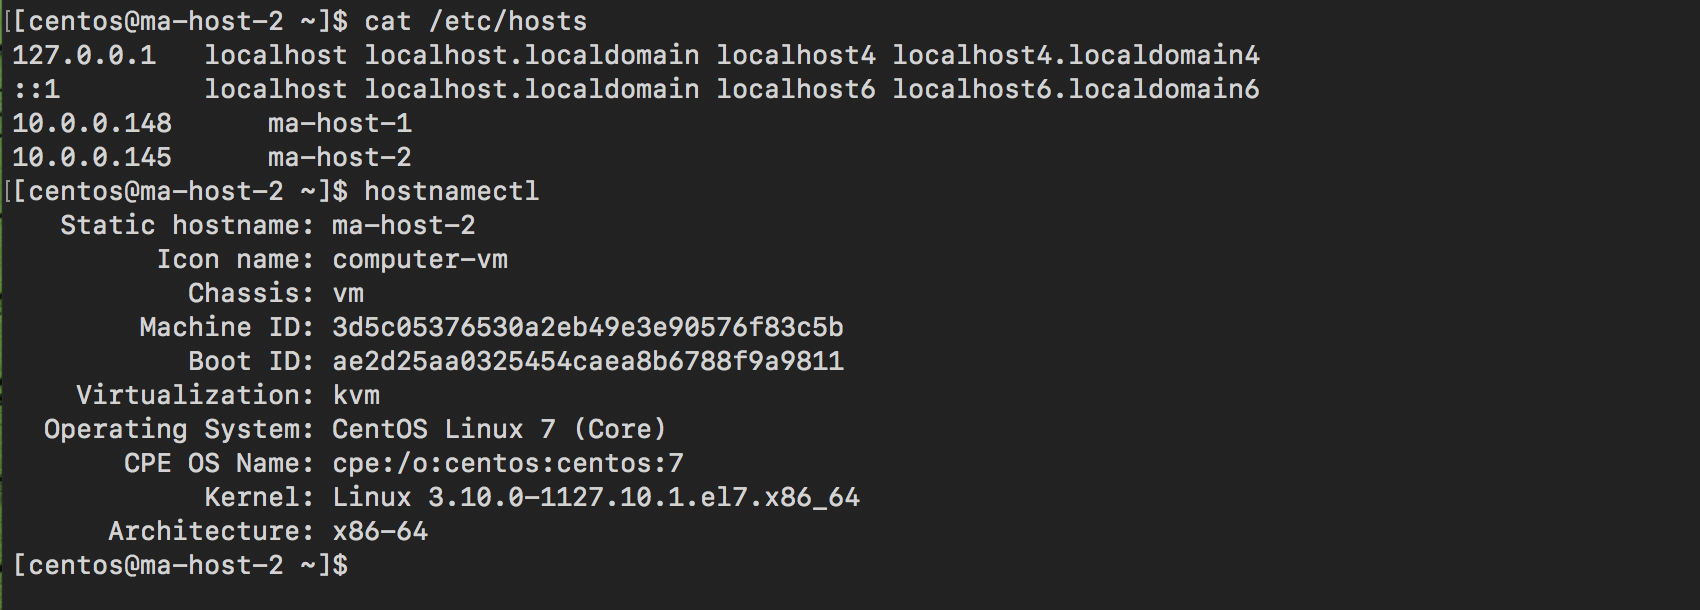 [[centos@ma-host-2 ~]$ cat /etc/hosts
127.0.0.1   localhost localhost.localdomain localhost4 localhost4.localdomain4
::1         localhost localhost.localdomain localhost6 localhost6.localdomain6
10.0.0.148      ma-host-1
10.0.0.145      ma-host-2
[[centos@ma-host-2 ~]$ hostnamectl
   Static hostname: ma-host-2
         Icon name: computer-vm
           Chassis: vm
        Machine ID: 3d5c05376530a2eb49e3e90576f83c5b
           Boot ID: ae2d25aa0325454caea8b6788f9a9811
    Virtualization: kvm
  Operating System: CentOS Linux 7 (Core)
       CPE OS Name: cpe:/o:centos:centos:7
            Kernel: Linux 3.10.0-1127.10.1.el7.x86_64
      Architecture: x86-64
[centos@ma-host-2 ~]$